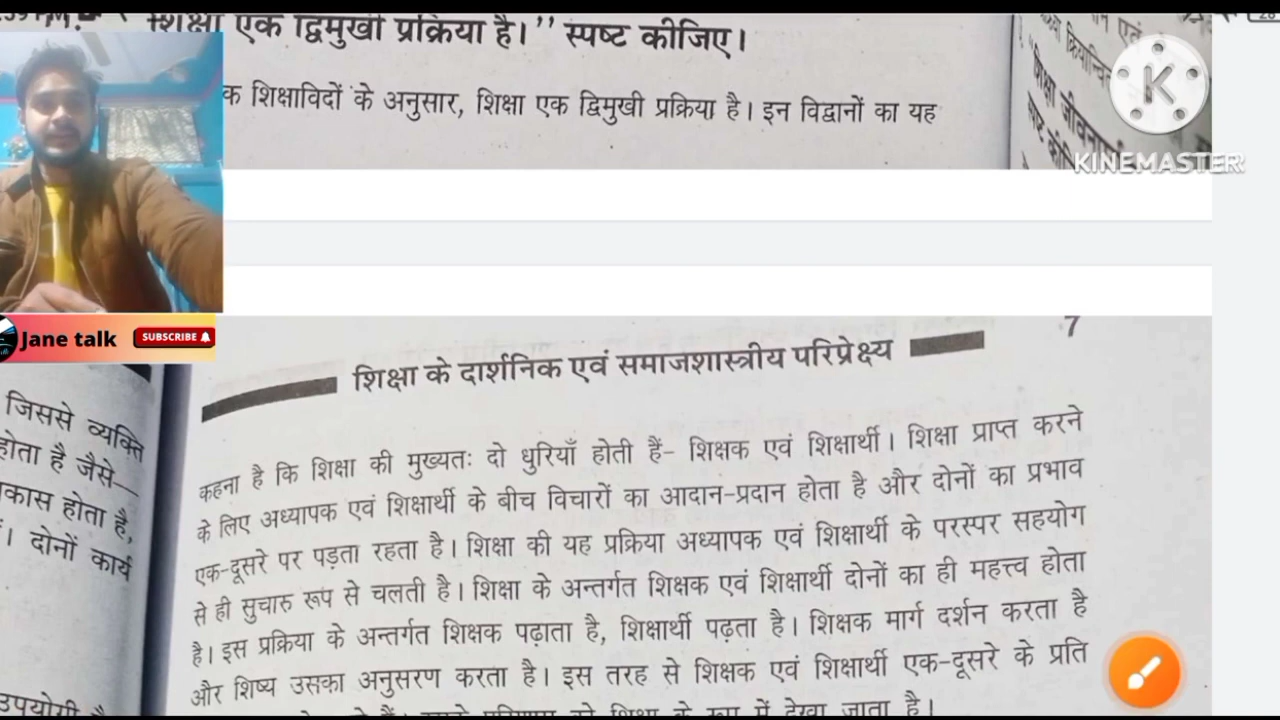 शिक्षा एक द्विमुखी प्रक्रिया है।” स्पष्ट कीजिए।
क शिक्षाविदों के अनुसार, शिक्षा एक द्विमुखी प्रक्रिया है। इन विद्वानों का यह
KINEMASTER
K
Jane talk
SUBSCRIBE
7
शिक्षा के दार्शनिक एवं समाजशास्त्रीय परिप्रेक्ष्य
कहना है कि शिक्षा की मुख्यतः दो धुरियाँ होती हैं- शिक्षक एवं शिक्षार्थी। शिक्षा प्राप्त करने
के लिए अध्यापक एवं शिक्षार्थी के बीच विचारों का आदान-प्रदान होता है और दोनों का प्रभाव
एक-दूसरे पर पड़ता रहता है। शिक्षा की यह प्रक्रिया अध्यापक एवं शिक्षार्थी के परस्पर सहयोग
से ही सुचारु रूप से चलती है। शिक्षा के अन्तर्गत शिक्षक एवं शिक्षार्थी दोनों का ही महत्त्व होता
है। इस प्रक्रिया के अन्तर्गत शिक्षक पढ़ाता है, शिक्षार्थी पढ़ता है। शिक्षक मार्ग दर्शन करता है
और शिष्य उसका अनुसरण करता है। इस तरह से शिक्षक एवं शिक्षार्थी एक-दूसरे के प्रति
शिक्षा के रूप में देखा जाता है।
जिससे व्यक्ति
होता है जैसे—
कास होता है,
। दोनों कार्य
उपयोगी